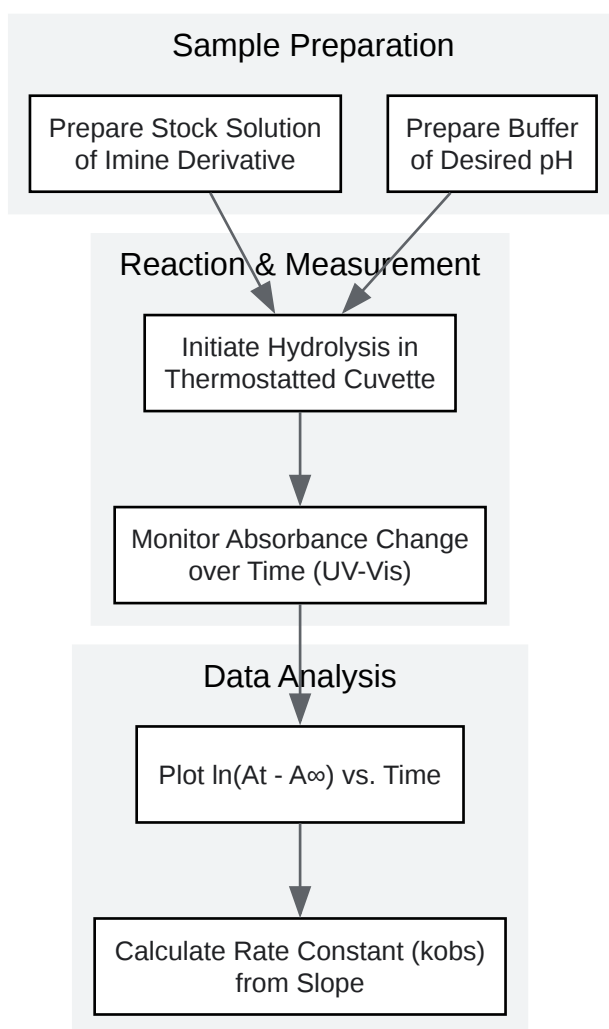 Sample Preparation
Prepare Stock Solution
of Imine Derivative
Prepare Buffer
of Desired pH
Reaction & Measurement
Initiate Hydrolysis in
Thermostatted Cuvette
Monitor Absorbance Change
over Time (UV-Vis)
Data Analysis
Plot ln(At - A∞) vs. Time
Calculate Rate Constant (kobs)
from Slope